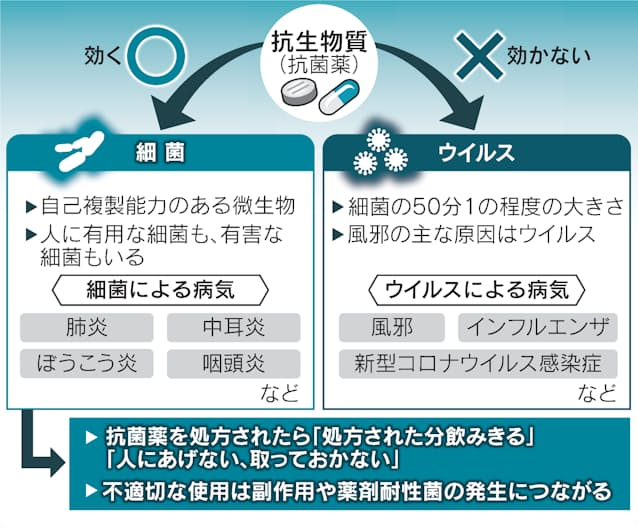 抗生物質
(抗菌薬)
効く
効かない
細菌
▶自己複製能力のある微生物
▶人に有用な細菌も、有害な
細菌もいる
細菌による病気
肺炎
中耳炎
ぼうこう炎
咽頭炎
など
ウイルス
▶細菌の50分1の程度の大きさ
▶風邪の主な原因はウイルス
ウイルスによる病気
風邪
インフルエンザ
新型コロナウイルス感染症
など
▶抗菌薬を処方されたら「処方された分飲みきる」
「人にあげない、取っておかない」
▶不適切な使用は副作用や薬剤耐性菌の発生につながる